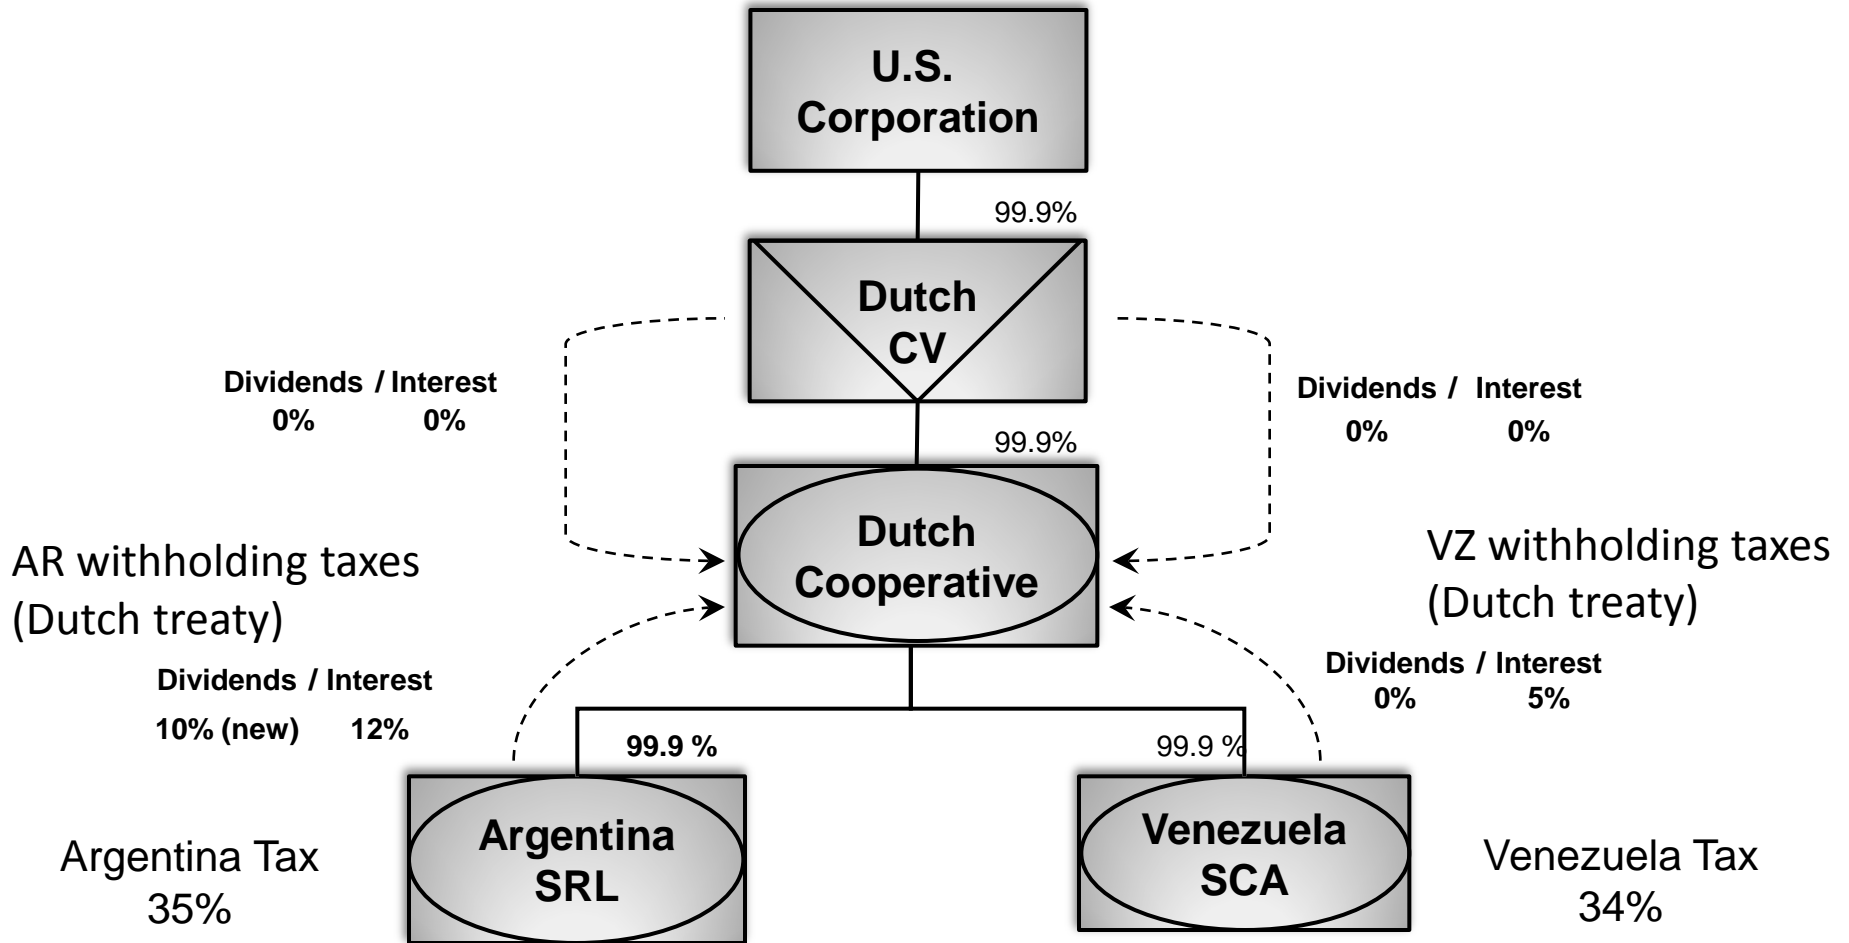 U.S.
Corporation
99.9%
Dutch
CV
Dividends / Interest
0% 0%
Dividends / Interest
0% 0%
99.9%
Dutch
Cooperative
AR withholding taxes
(Dutch treaty)
VZ withholding taxes
(Dutch treaty)
Dividends / Interest
10% (new) 12%
Dividends / Interest
0% 5%
99.9 %
99.9 %
Argentina
SRL
Venezuela
SCA
Argentina Tax
35%
Venezuela Tax
34%